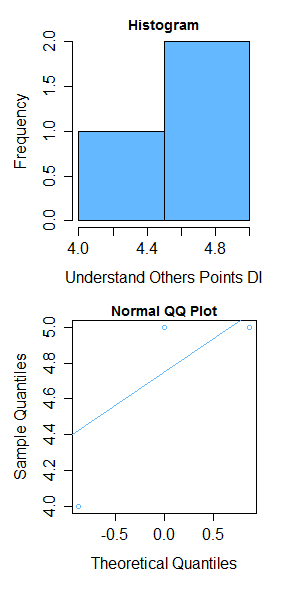 Histogram
2.0
1.5
1.0
0.5
0.0
Frequency
4.0 4.4 4.8
Understand Others Points DI
Normal QQ Plot
5.0
4.8
4.6
4.4
4.2
4.0
Sample Quantiles
-0.5 0.0 0.5
Theoretical Quantiles